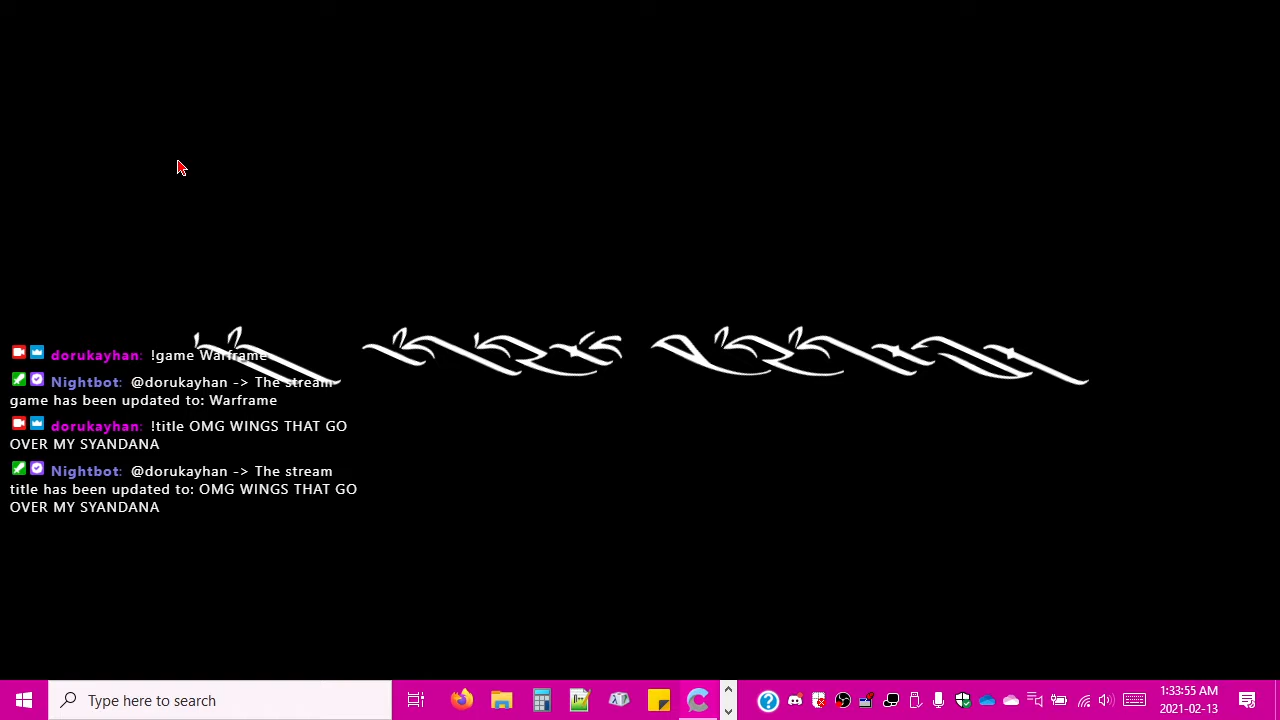 dorukayhan: !game Warframe
Nightbot: @dorukayhan -> The stream
game has been updated to: Warframe
dorukayhan: !title OMG WINGS THAT GO
OVER MY SYANDANA
Nightbot: @dorukayhan -> The stream
title has been updated to: OMG WINGS THAT GO
OVER MY SYANDANA
Type here to search
1:33:55 AM
2021-02-13